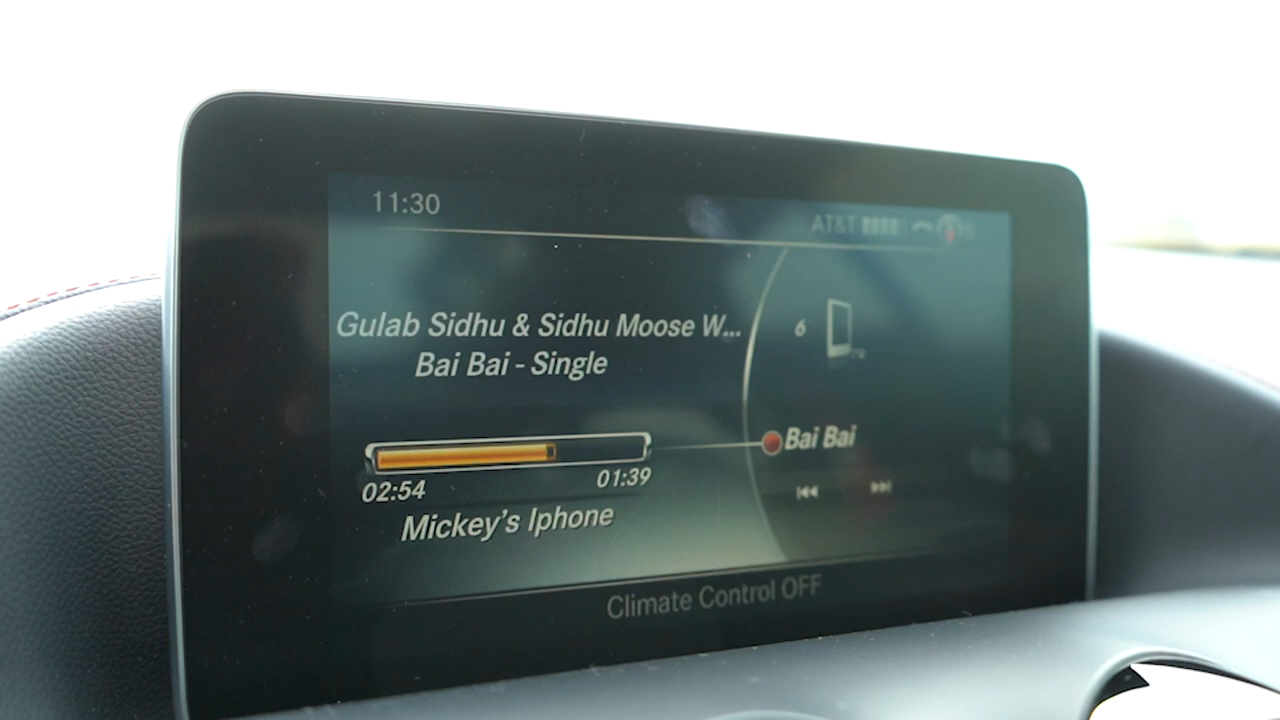 11:30
AT&T
Gulab Sidhu & Sidhu Moose W...
Bai Bai - Single
6
Bai Bai
02:54
01:39
Mickey's Iphone
Climate Control OFF